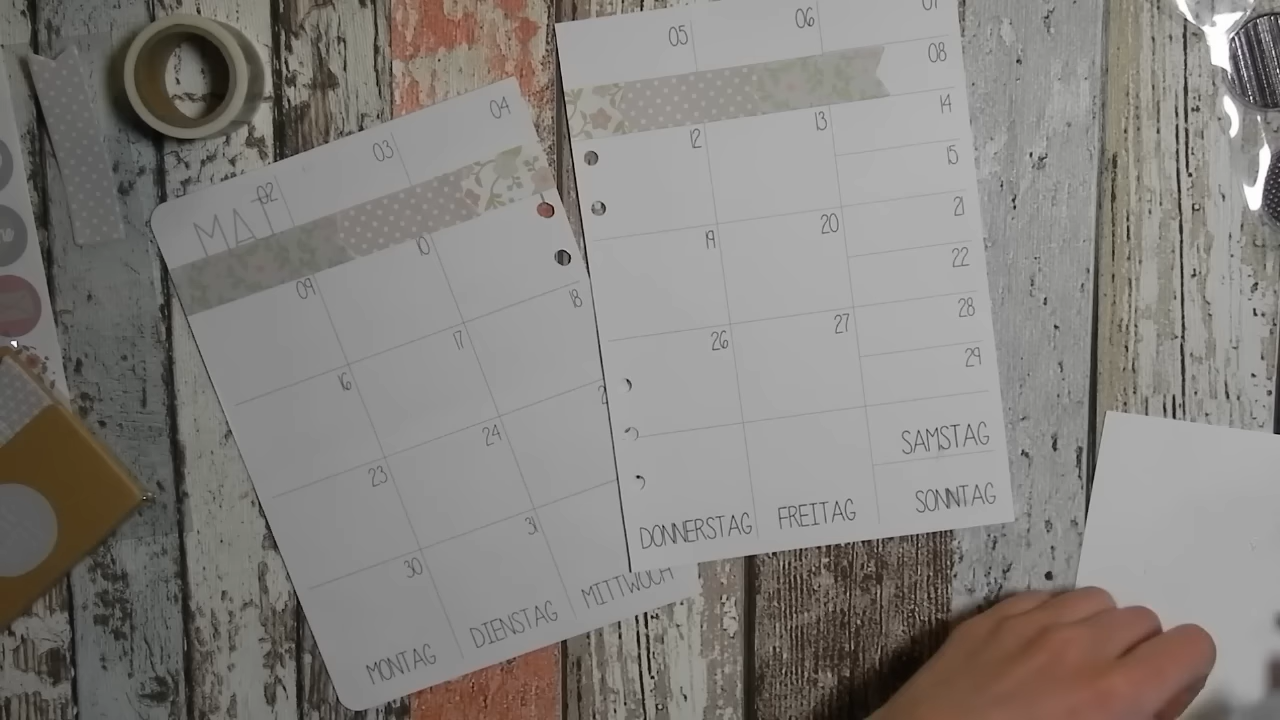 MAI
02 03 04
09 10
16 17 18
23 24
30 31
MONTAG DIENSTAG MITTWOCH
05 06 07
08
12 13 14
15
19 20 21
22
26 27 28
29
SAMSTAG
DONNERSTAG FREITAG SONNTAG